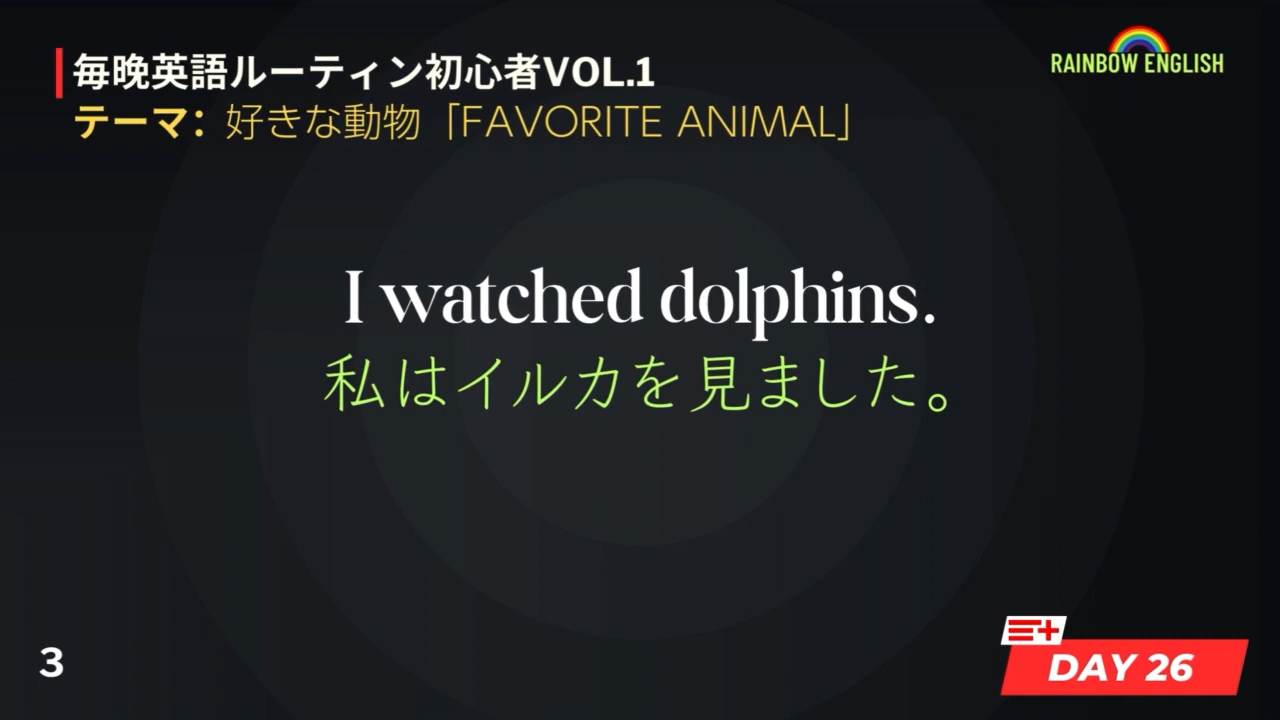 毎晩英語ルーティン初心者VOL.1
テーマ：好きな動物「FAVORITE ANIMAL」
RAINBOW ENGLISH
I watched dolphins.
私はイルカを見ました。
3
DAY 26